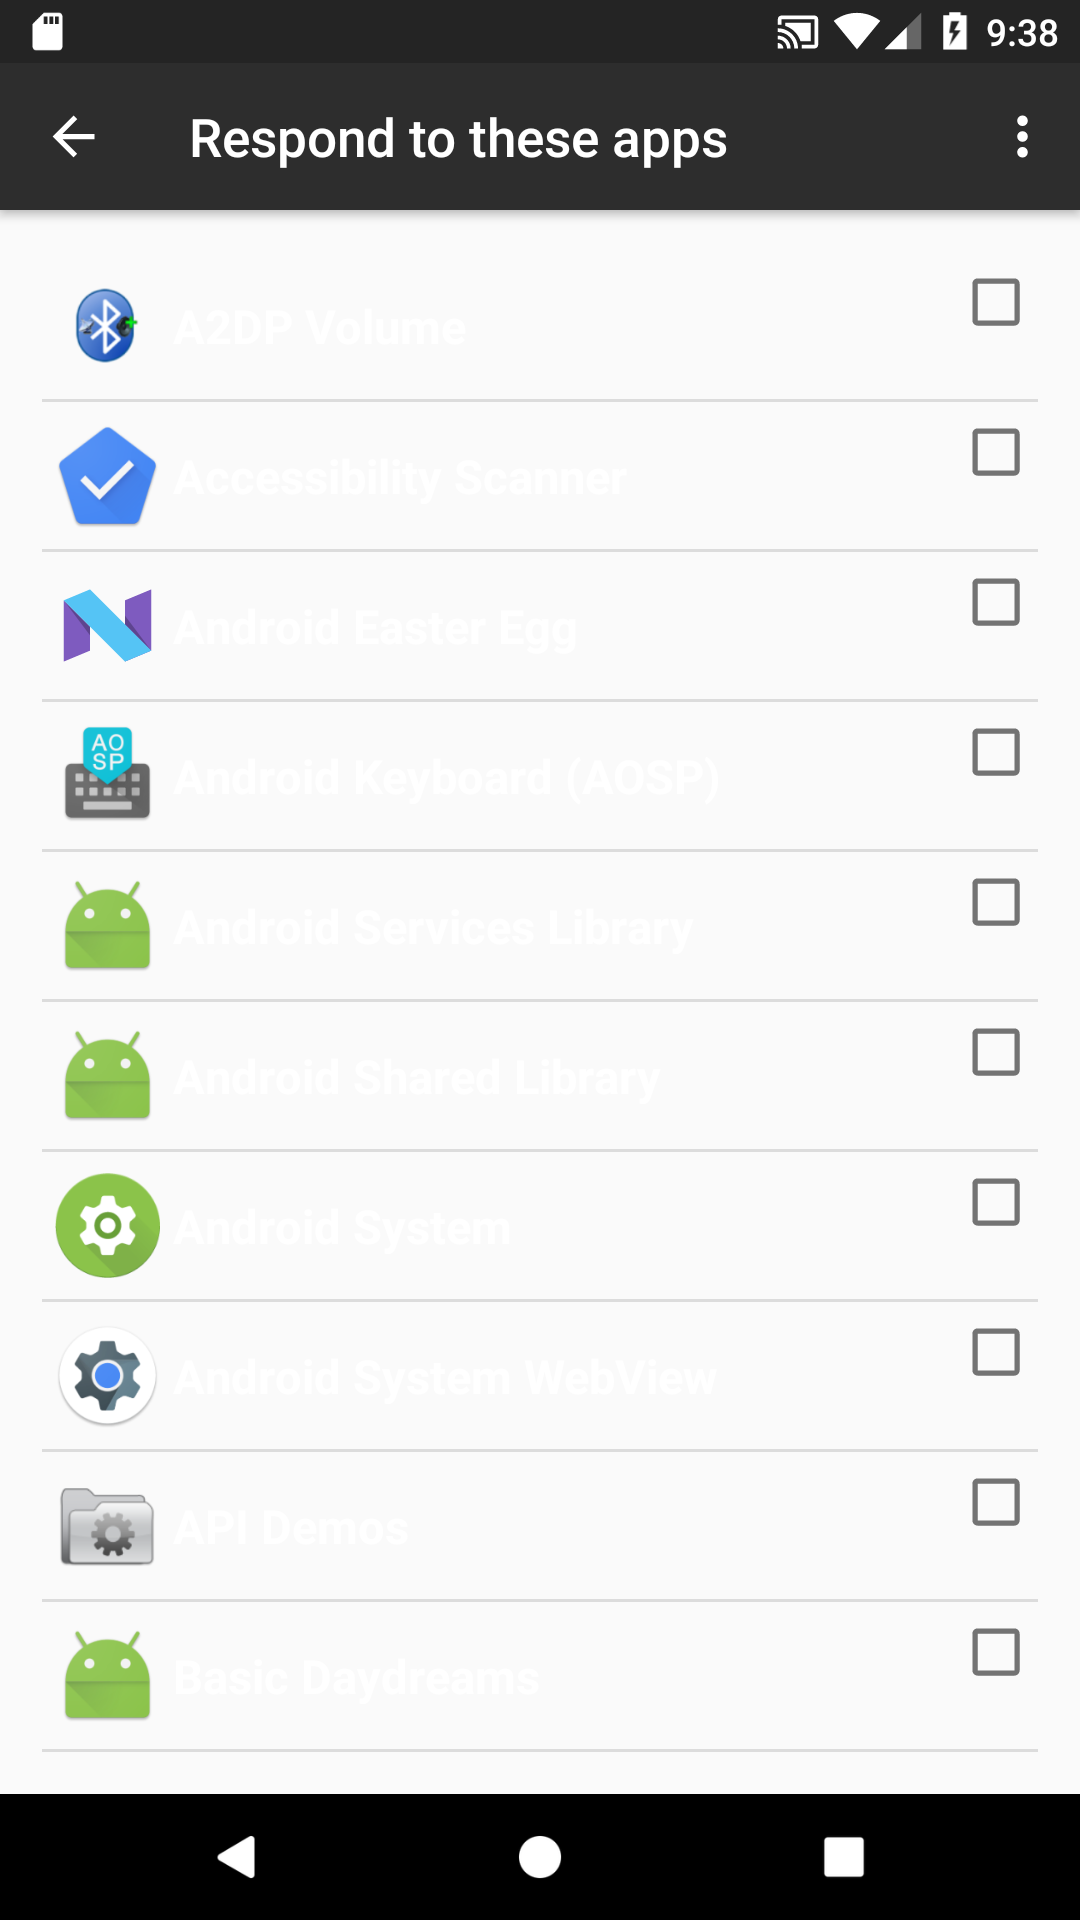 9:38
Respond to these apps
A2DP Volume
Accessibility Scanner
Android Easter Egg
AO
SP
Android Keyboard (AOSP)
Android Services Library
Android Shared Library
Android System
Android System WebView
API Demos
Basic Daydreams